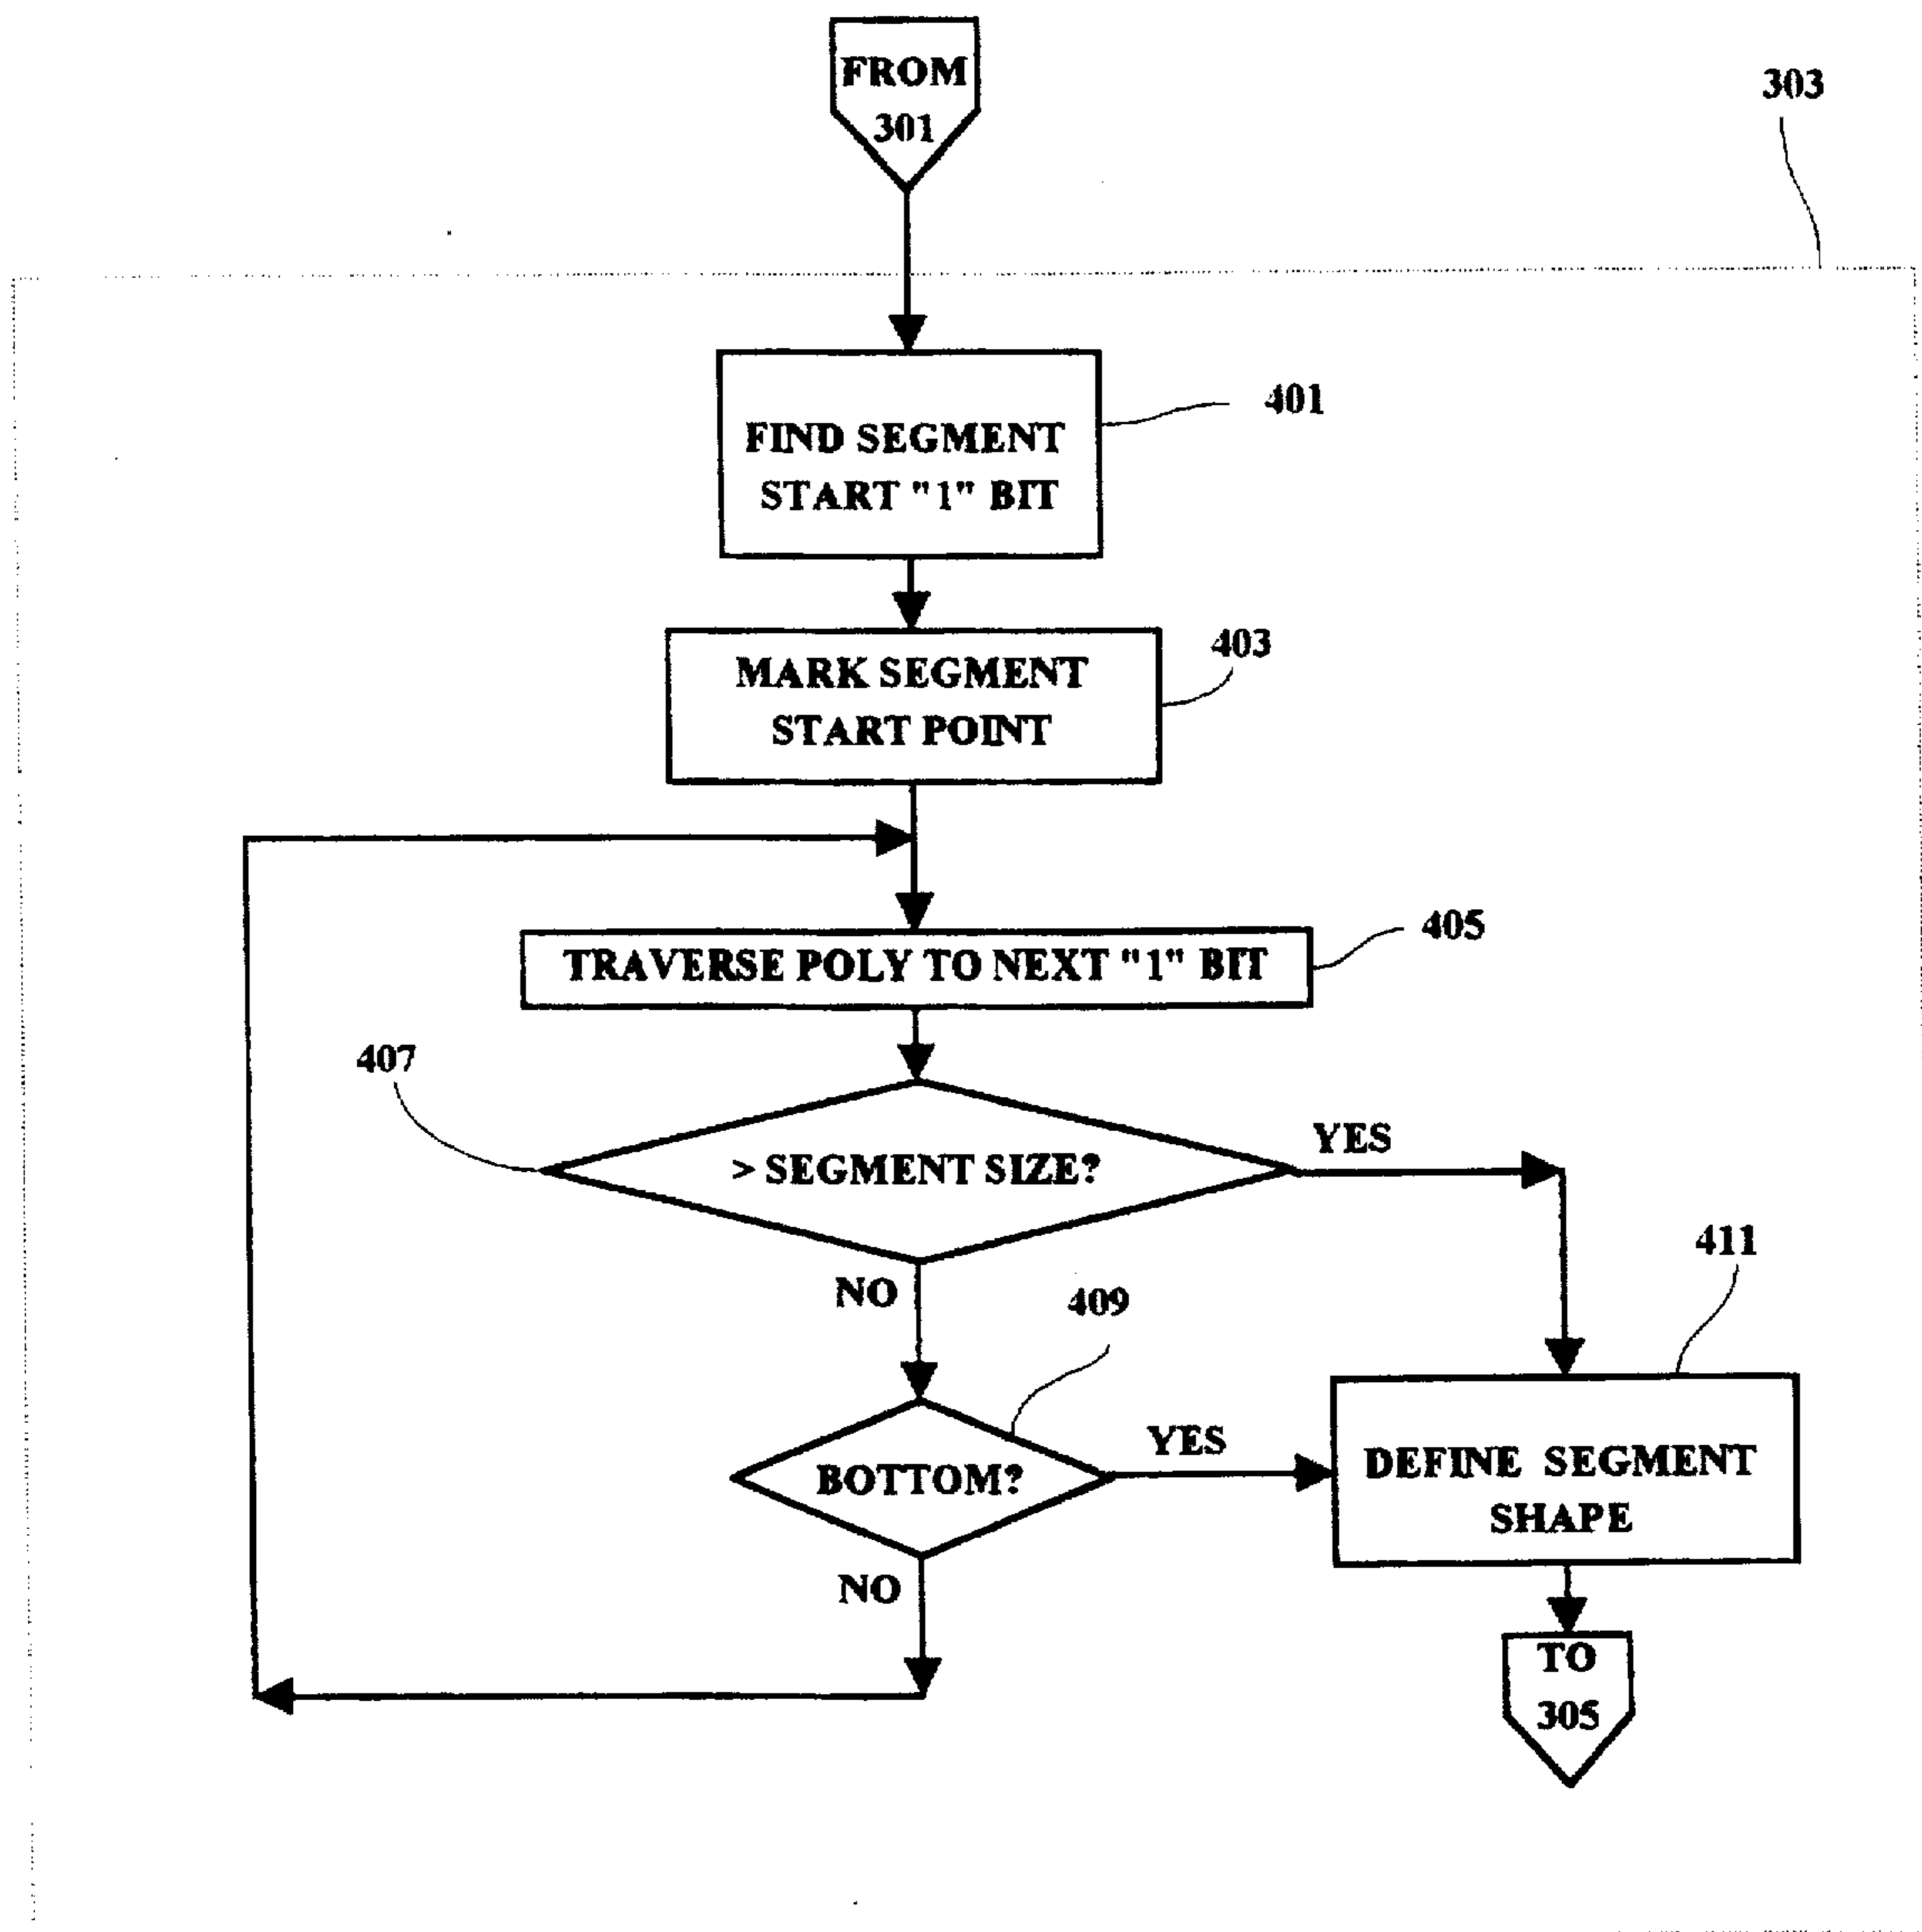 FROM
301
303
FIND SEGMENT
START "1" BIT
401
MARK SEGMENT
START POINT
403
TRAVERSE POLY TO NEXT "1" BIT
405
407
> SEGMENT SIZE?
YES
NO
409
411
BOTTOM?
YES
DEFINE SEGMENT
SHAPE
NO
TO
305